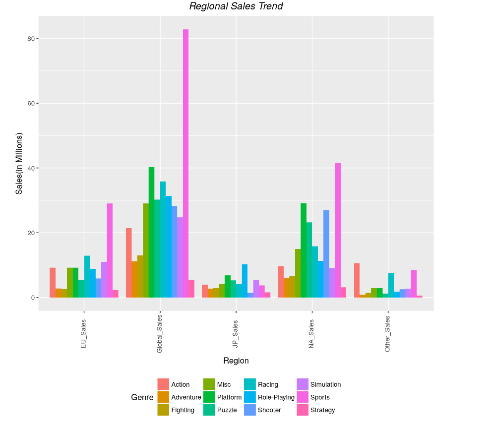 Regional Sales Trend
80
60
40
20
0
Sales(in Millions)
EU_Sales
Global_Sales
JP_Sales
NA_Sales
Other_Sales
Region
Genre
Action Misc Racing Simulation
Adventure Platform Role-Playing Sports
Fighting Puzzle Shooter Strategy